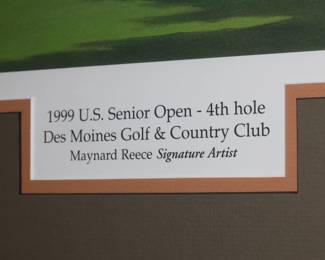 1999 U.S. Senior Open - 4th hole
Des Moines Golf & Country Club
Maynard Reece Signature Artist